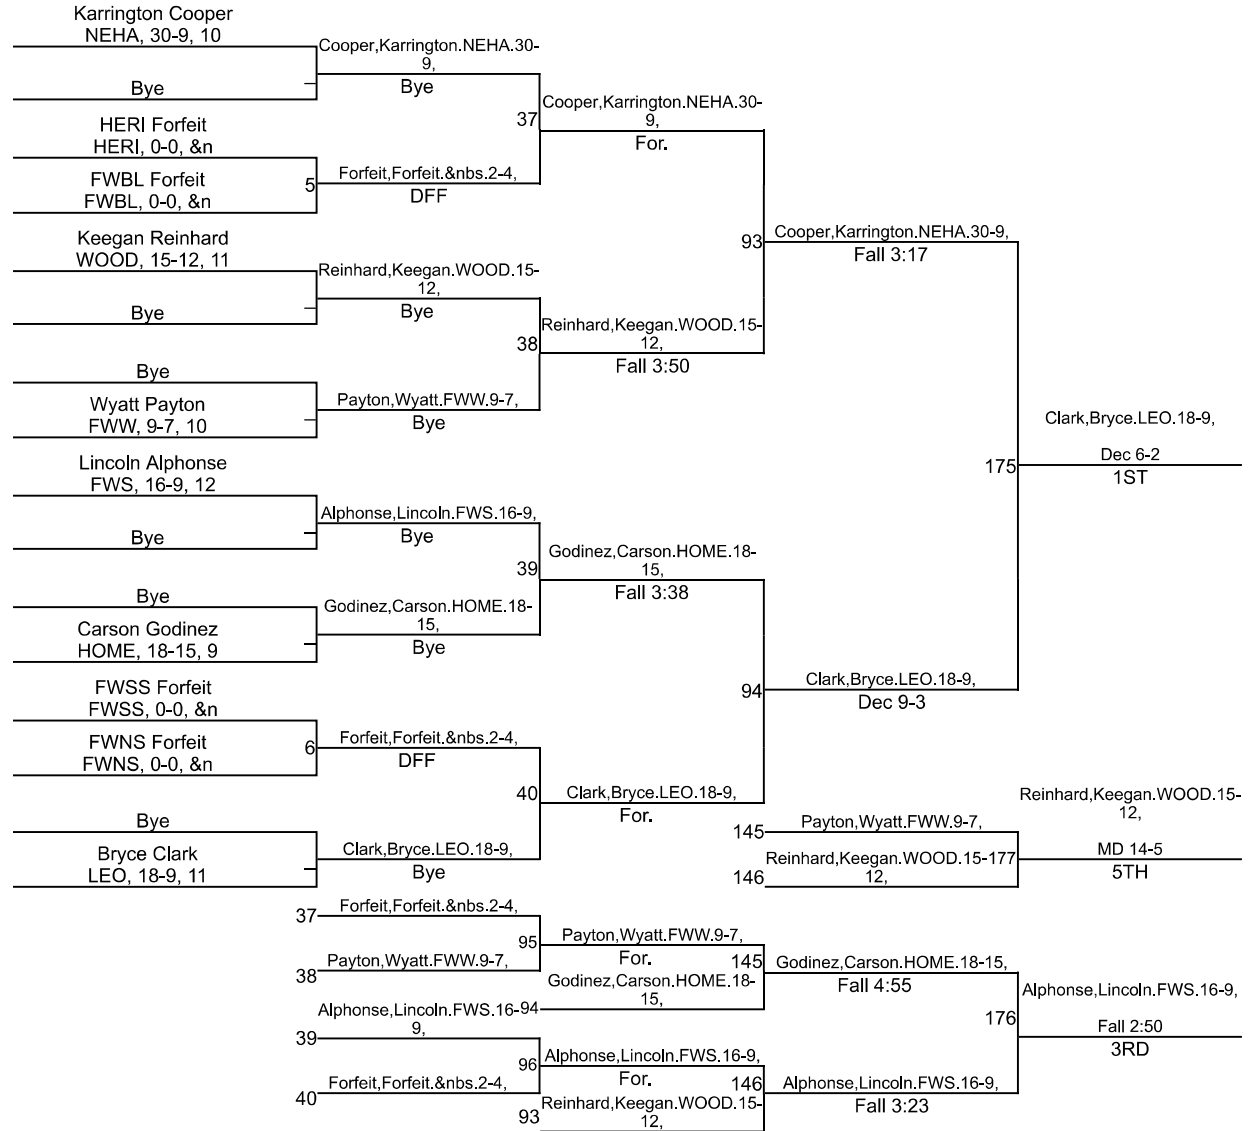 Karrington Cooper
NEHA, 30-9, 10
Bye
HERI Forfeit
HERI, 0-0, &n
FWBL Forfeit
FWBL, 0-0, &n
Keegan Reinhard
WOOD, 15-12, 11
Bye
Bye
Wyatt Payton
FWW, 9-7, 10
Lincoln Alphonse
FWS, 16-9, 12
Bye
Bye
Carson Godinez
HOME, 18-15, 9
FWSS Forfeit
FWSS, 0-0, &n
FWNS Forfeit
FWNS, 0-0, &n
Bye
Bryce Clark
LEO, 18-9, 11
Cooper,Karrington.NEHA.30-
9,
Bye
5
Forfeit,Forfeit.&nbs.2-4,
DFF
Reinhard,Keegan.WOOD.15-
12,
Bye
Payton,Wyatt.FWW.9-7,
Bye
Alphonse,Lincoln.FWS.16-9,
Bye
Godinez,Carson.HOME.18-
15,
Bye
6
Forfeit,Forfeit.&nbs.2-4,
DFF
Clark,Bryce.LEO.18-9,
Bye
37
Cooper,Karrington.NEHA.30-
9,
For.
38
Reinhard,Keegan.WOOD.15-
12,
Fall 3:50
39
Godinez,Carson.HOME.18-
15,
Fall 3:38
40
Clark,Bryce.LEO.18-9,
For.
93
Cooper,Karrington.NEHA.30-9,
Fall 3:17
94
Clark,Bryce.LEO.18-9,
Dec 9-3
175
Clark,Bryce.LEO.18-9,
Dec 6-2
1ST
145
Payton,Wyatt.FWW.9-7,
146
Reinhard,Keegan.WOOD.15-
12,
177
Reinhard,Keegan.WOOD.15-
12,
MD 14-5
5TH
37
Forfeit,Forfeit.&nbs.2-4,
38
Payton,Wyatt.FWW.9-7,
95
Payton,Wyatt.FWW.9-7,
For.
94
Godinez,Carson.HOME.18-
15,
145
Godinez,Carson.HOME.18-15,
Fall 4:55
39
Alphonse,Lincoln.FWS.16-
9,
40
Forfeit,Forfeit.&nbs.2-4,
96
Alphonse,Lincoln.FWS.16-9,
For.
93
Reinhard,Keegan.WOOD.15-
12,
146
Alphonse,Lincoln.FWS.16-9,
Fall 3:23
176
Alphonse,Lincoln.FWS.16-9,
Fall 2:50
3RD